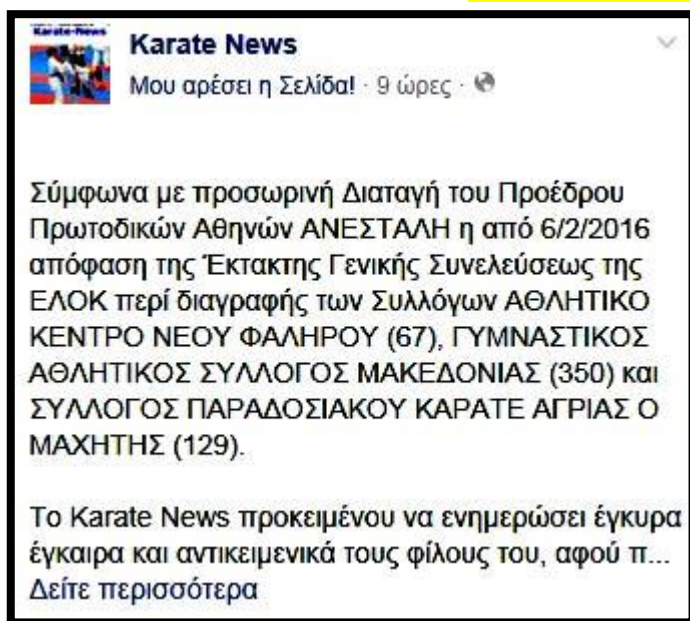 Karate-News
Karate News
Μου αρέσει η Σελίδα! · 9 ώρες ·
Σύμφωνα με προσωρινή Διαταγή του Προέδρου
Πρωτοδικών Αθηνών ΑΝΕΣΤΑΛΗ η από 6/2/2016
απόφαση της Έκτακτης Γενικής Συνελεύσεως της
ΕΛΟΚ περί διαγραφής των Συλλόγων ΑΘΛΗΤΙΚΟ
ΚΕΝΤΡΟ ΝΕΟΥ ΦΑΛΗΡΟΥ (67), ΓΥΜΝΑΣΤΙΚΟΣ
ΑΘΛΗΤΙΚΟΣ ΣΥΛΛΟΓΟΣ ΜΑΚΕΔΟΝΙΑΣ (350) και
ΣΥΛΛΟΓΟΣ ΠΑΡΑΔΟΣΙΑΚΟΥ ΚΑΡΑΤΕ ΑΓΡΙΑΣ Ο
ΜΑΧΗΤΗΣ (129).
Το Karate News προκειμένου να ενημερώσει έγκυρα
έγκαιρα και αντικειμενικά τους φίλους του, αφού π...
Δείτε περισσότερα